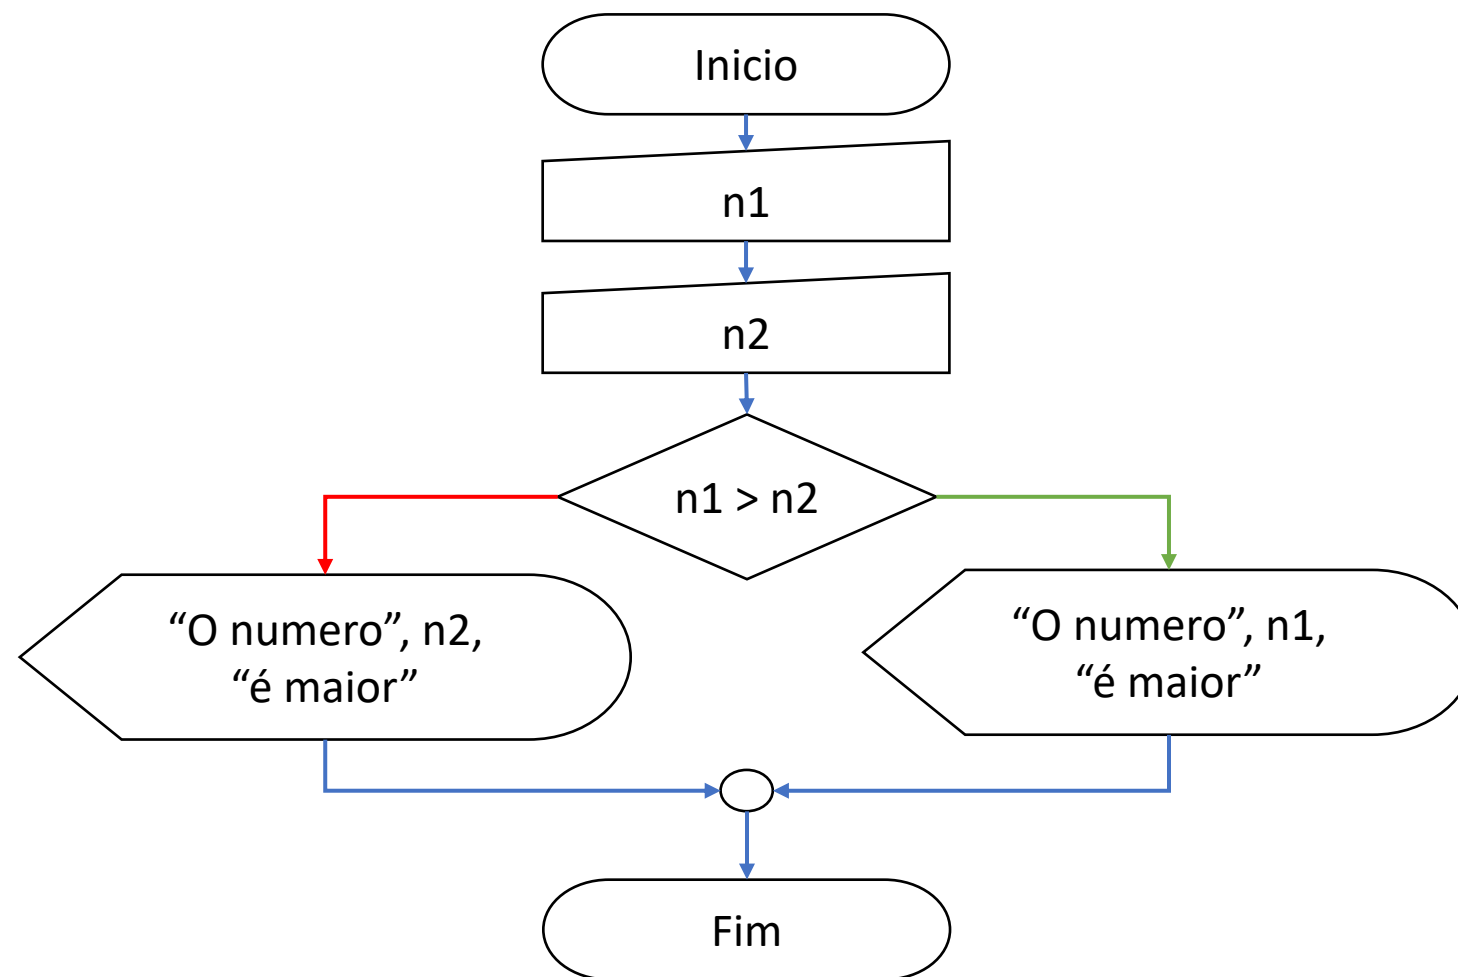 Inicio
n1
n2
n1 > n2
“O numero”, n2,
“é maior”
“O numero”, n1,
“é maior”
Fim